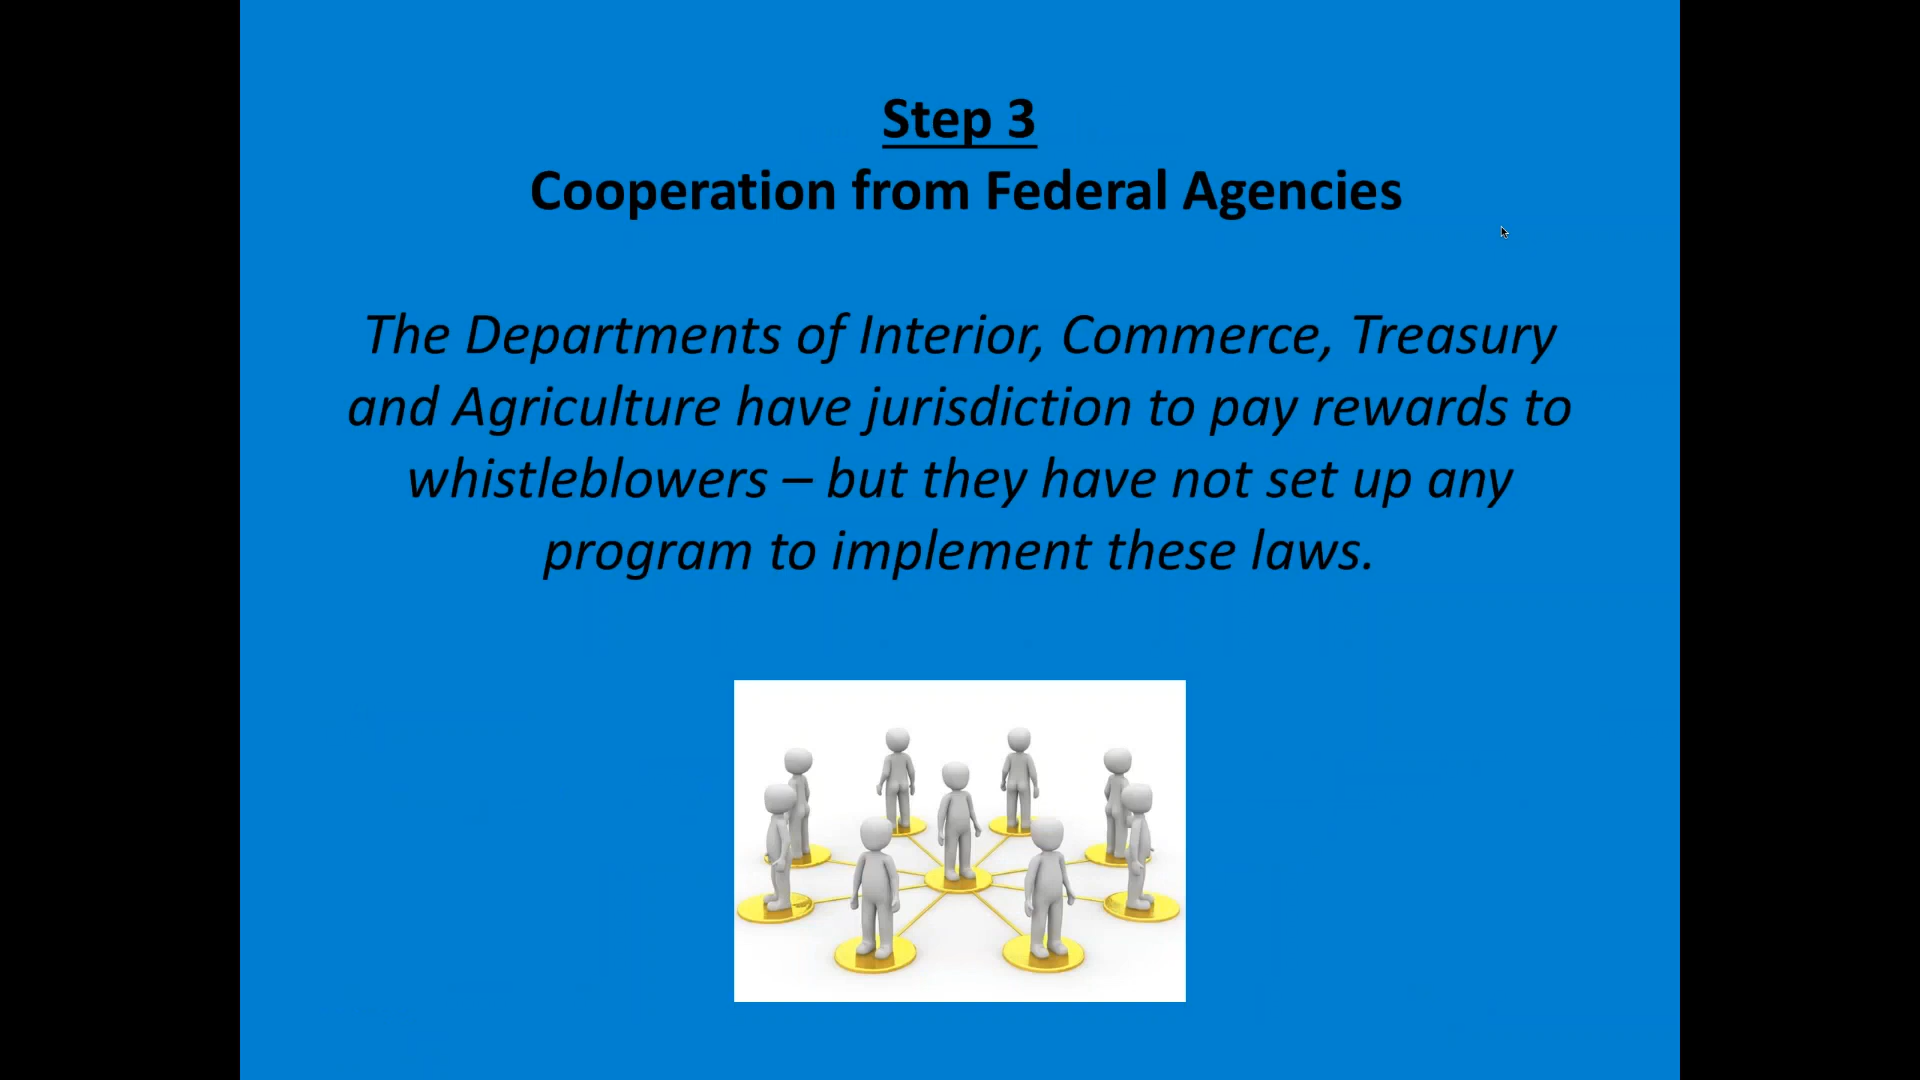 Step 3
Cooperation from Federal Agencies
The Departments of Interior, Commerce, Treasury
and Agriculture have jurisdiction to pay rewards to
whistleblowers – but they have not set up any
program to implement these laws.